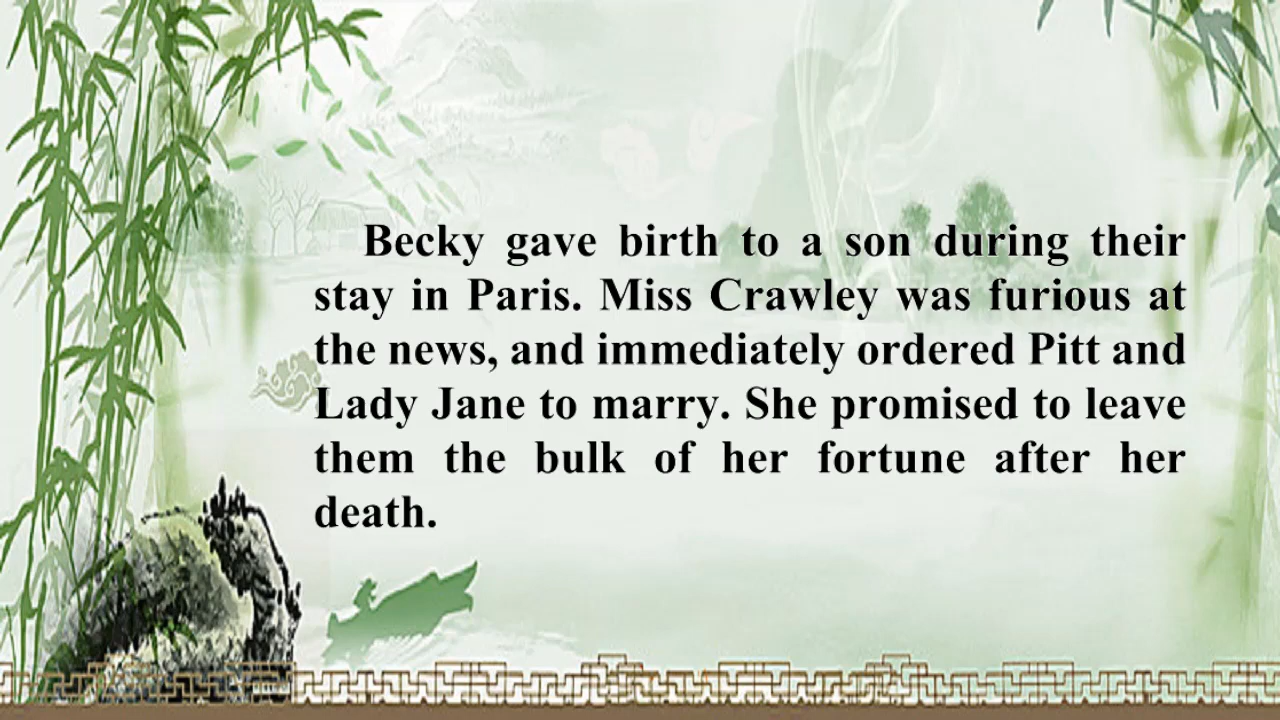 Becky gave birth to a son during their
stay in Paris. Miss Crawley was furious at
the news, and immediately ordered Pitt and
Lady Jane to marry. She promised to leave
them the bulk of her fortune after her
death.